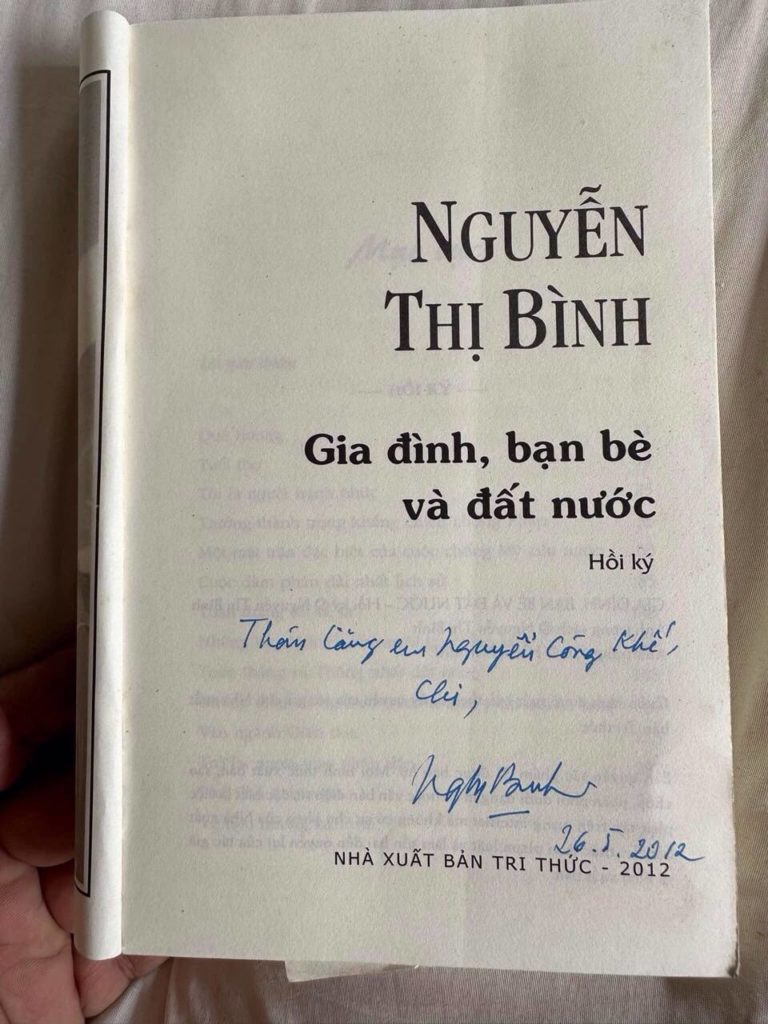 NGUYỄN
THỊ BÌNH
Gia đình, bạn bè
và đất nước
Hồi ký
Thân tặng em Nguyễn Công Khế,
Chị,
26.5.2012
NHÀ XUẤT BẢN TRI THỨC - 2012